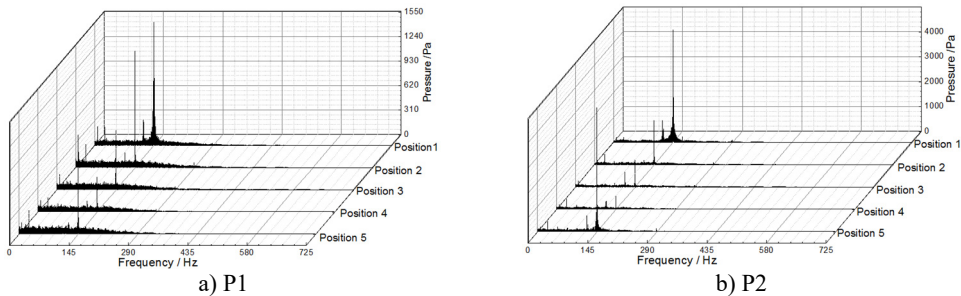 1550
1240
930
620
310
0
Pressure /Pa
Position1
Position 2
Position 3
Position 4
Position 5
0
145
290
435
580
725
Frequency / Hz
a) P1
4000
3000
2000
1000
0
Pressure /Pa
Position 1
Position 2
Position 3
Position 4
Position 5
0
145
290
435
580
725
Frequency / Hz
b) P2